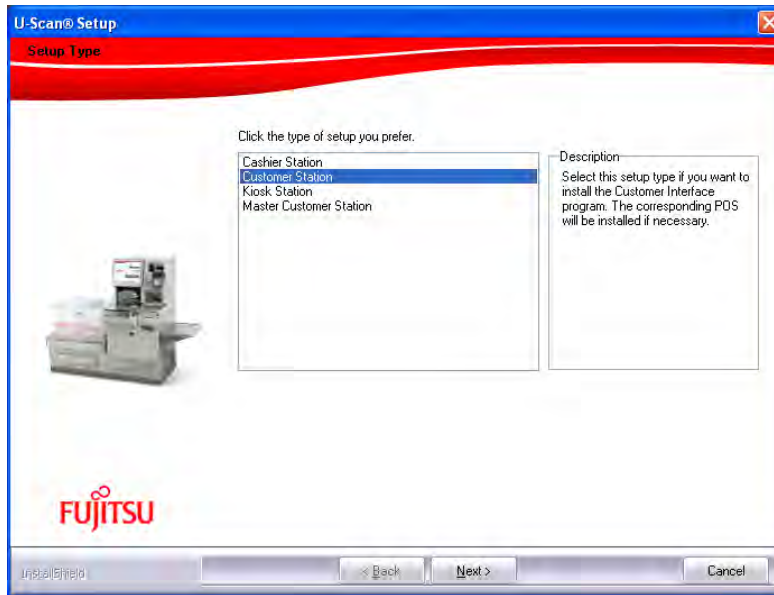 U-Scan® Setup
Setup Type
Click the type of setup you prefer.
Cashier Station
Customer Station
Kiosk Station
Master Customer Station
Description
Select this setup type if you want to
install the Customer Interface
program. The corresponding POS
will be installed if necessary.
FUJITSU
InstallShield
< Back
Next >
Cancel